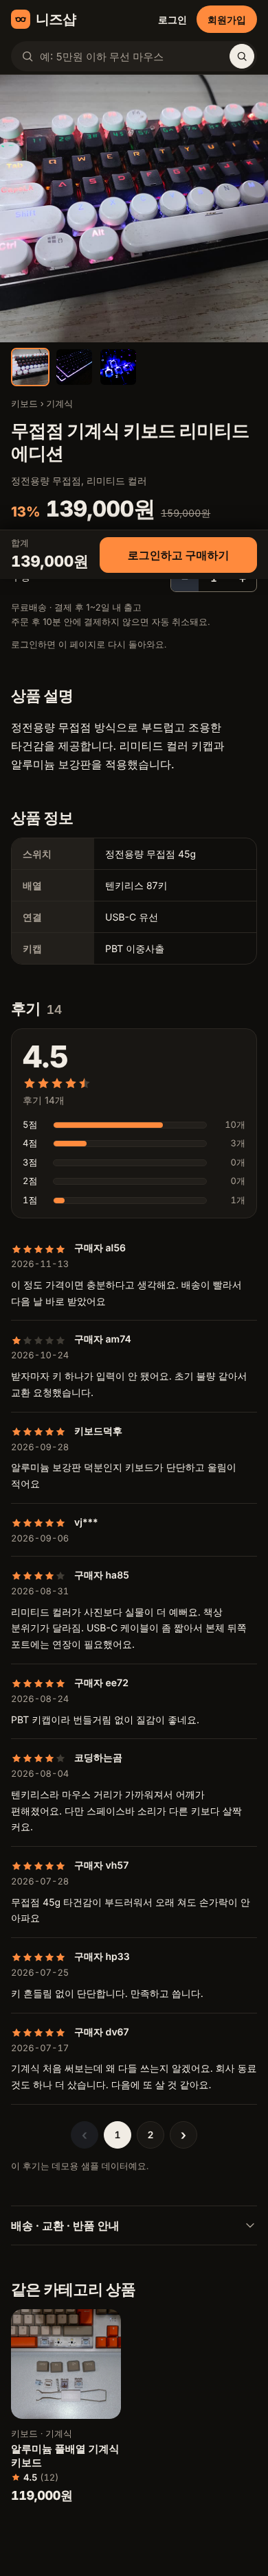 니즈샵
로그인
회원가입
예: 5만원 이하 무선 마우스
Shift
Ctrl
Alt
키보드 › 기계식
무접점 기계식 키보드 리미티드
에디션
정전용량 무접점, 리미티드 컬러
13% 139,000원 159,000원
합계
139,000원
로그인하고 구매하기
무료배송 · 결제 후 1~2일 내 출고
주문 후 10분 안에 결제하지 않으면 자동 취소돼요.
로그인하면 이 페이지로 다시 돌아와요.
상품 설명
정전용량 무접점 방식으로 부드럽고 조용한
타건감을 제공합니다. 리미티드 컬러 키캡과
알루미늄 보강판을 적용했습니다.
상품 정보
스위치 정전용량 무접점 45g
배열 텐키리스 87키
연결 USB-C 유선
키캡 PBT 이중사출
후기 14
4.5
후기 14개
5점 10개
4점 3개
3점 0개
2점 0개
1점 1개
구매자 al56
2026-11-13
이 정도 가격이면 충분하다고 생각해요. 배송이 빨라서
다음 날 바로 받았어요
구매자 am74
2026-10-24
받자마자 키 하나가 입력이 안 됐어요. 초기 불량 같아서
교환 요청했습니다.
키보드덕후
2026-09-28
알루미늄 보강판 덕분인지 키보드가 단단하고 울림이
적어요
vj***
2026-09-06
구매자 ha85
2026-08-31
리미티드 컬러가 사진보다 실물이 더 예뻐요. 책상
분위기가 달라짐. USB-C 케이블이 좀 짧아서 본체 뒤쪽
포트에는 연장이 필요했어요.
구매자 ee72
2026-08-24
PBT 키캡이라 번들거림 없이 질감이 좋네요.
코딩하는곰
2026-08-04
텐키리스라 마우스 거리가 가까워져서 어깨가
편해졌어요. 다만 스페이스바 소리가 다른 키보다 살짝
커요.
구매자 vh57
2026-07-28
무접점 45g 타건감이 부드러워서 오래 쳐도 손가락이 안
아파요
구매자 hp33
2026-07-25
키 흔들림 없이 단단합니다. 만족하고 씁니다.
구매자 dv67
2026-07-17
기계식 처음 써보는데 왜 다들 쓰는지 알겠어요. 회사 동료
것도 하나 더 샀습니다. 다음에 또 살 것 같아요.
‹ 1 2 ›
이 후기는 데모용 샘플 데이터예요.
배송 · 교환 · 반품 안내
같은 카테고리 상품
키보드 · 기계식
알루미늄 풀배열 기계식
키보드
4.5 (12)
119,000원